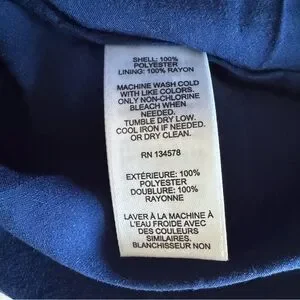 SHELL: 100%
POLYESTER
LINING: 100% RAYON
MACHINE WASH COLD
WITH LIKE COLORS.
ONLY NON-CHLORINE
BLEACH WHEN
NEEDED.
TUMBLE DRY LOW.
COOL IRON IF NEEDED.
OR DRY CLEAN.
RN 134578
EXTÉRIEURE: 100%
POLYESTER
DOUBLURE: 100%
RAYONNE
LAVER À LA MACHINE À
L'EAU FROIDE AVEC
DES COULEURS
SIMILAIRES.
BLANCHISSEUR NON